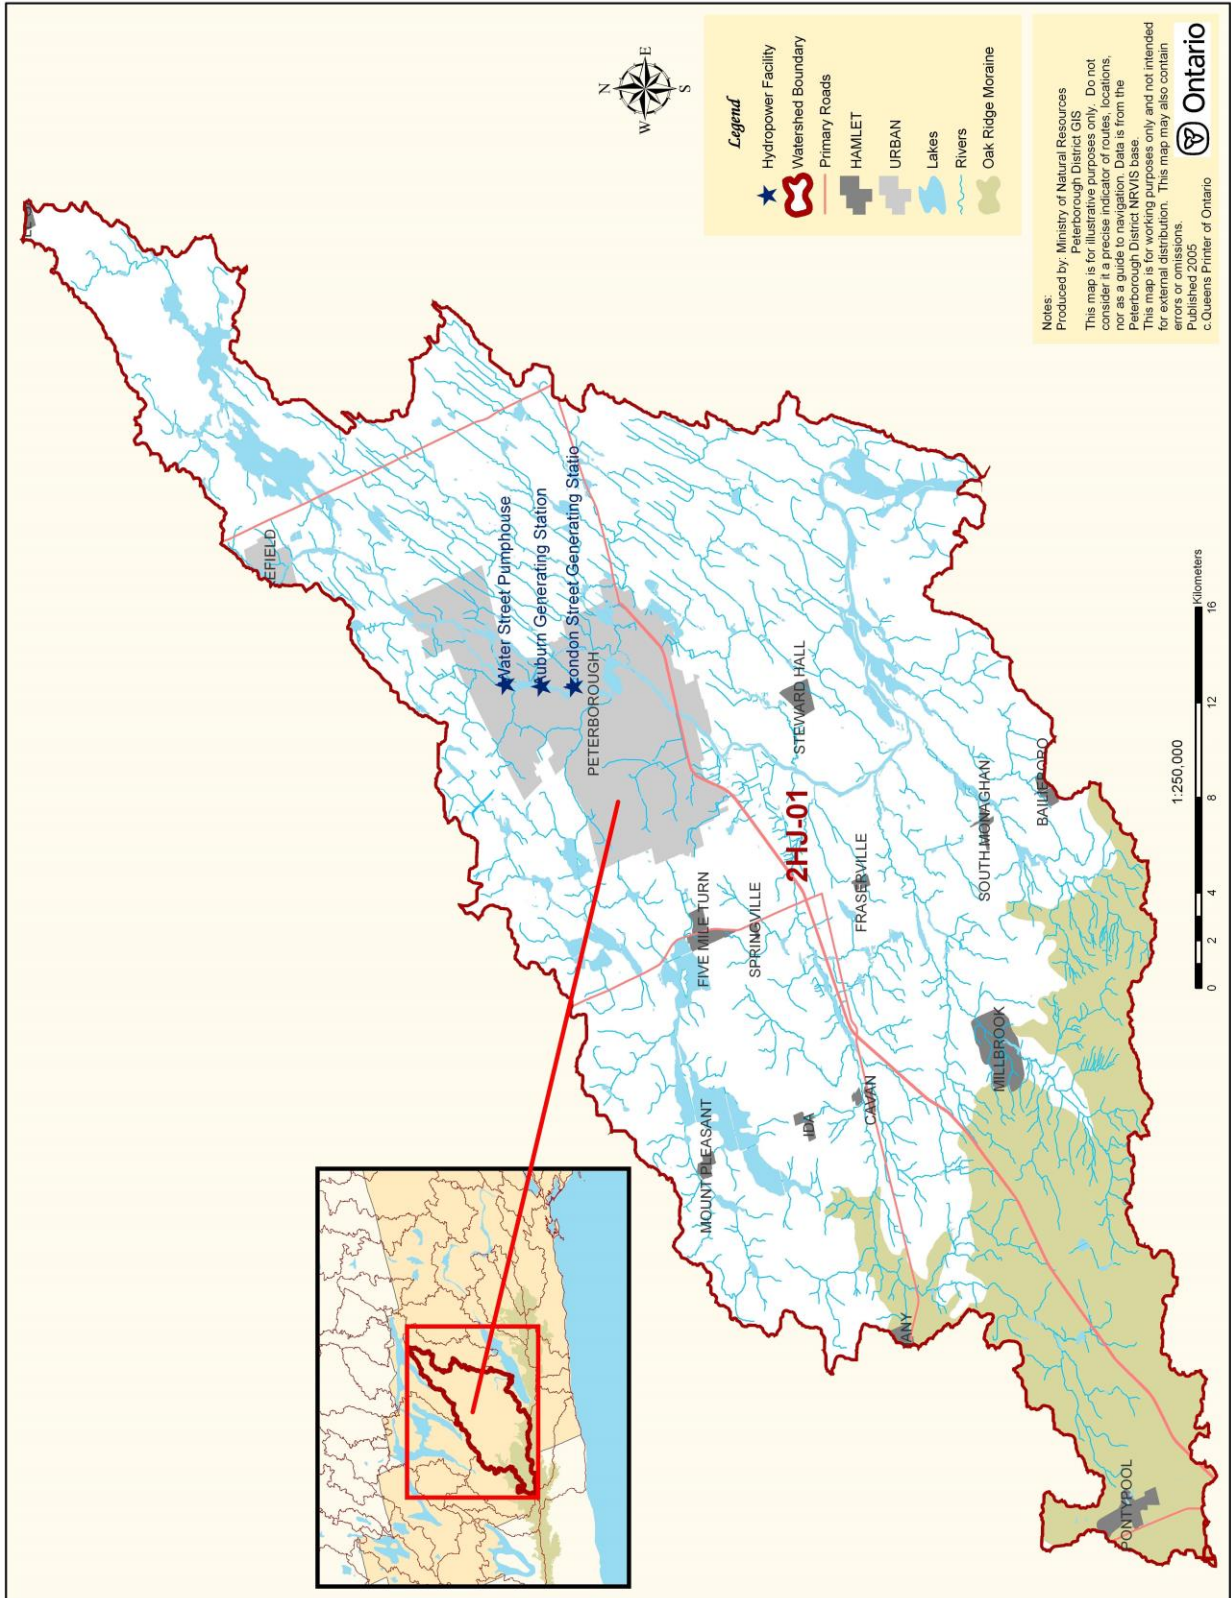 N
W
E
S
Legend
Hydropower Facility
Watershed Boundary
Primary Roads
HAMLET
URBAN
Lakes
Rivers
Oak Ridge Moraine
Notes:
Produced by: Ministry of Natural Resources
Peterborough District GIS
This map is for illustrative purposes only. Do not
consider it a precise indicator of routes, locations,
nor as a guide to navigation. Data is from the
Peterborough District NRVIS base.
This map is for working purposes only and not intended
for external distribution. This map may also contain
errors or omissions.
Published 2005
c. Queens Printer of Ontario
Ontario
EFIELD
Water Street Pumphouse
Auburn Generating Station
ondon Street Generating Statio
PETERBOROUGH
FIVE MILE TURN
MOUNT PLEASANT
SPRINGVILLE
2HJ-01
STEWARD HALL
IDA
CAVAN
FRASERVILLE
ANY
SOUTH MONAGHAN
MILLBROOK
BAILIEBORO
PONTYPOOL
1:250,000
0 2 4 8 12 16
Kilometers